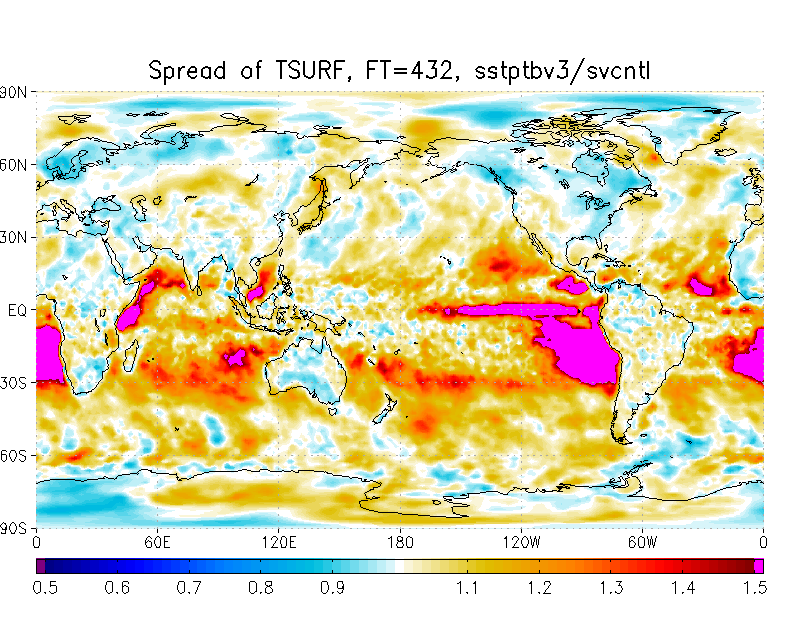 Spread of TSURF, FT=432, sstptbv3/svcntl
90N
60N
30N
EQ
30S
60S
90S
0 60E 120E 180 120W 60W 0
0.5 0.6 0.7 0.8 0.9 1.1 1.2 1.3 1.4 1.5